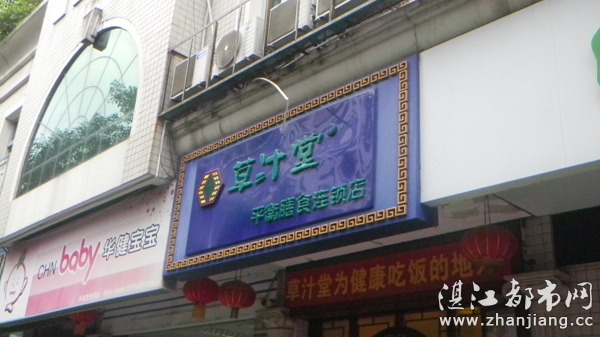 草汁堂®
平衡膳食连锁店
CHN baby 华健宝宝
草汁堂为健康吃饭的地方
湛江都市网
www.zhanjiang.cc